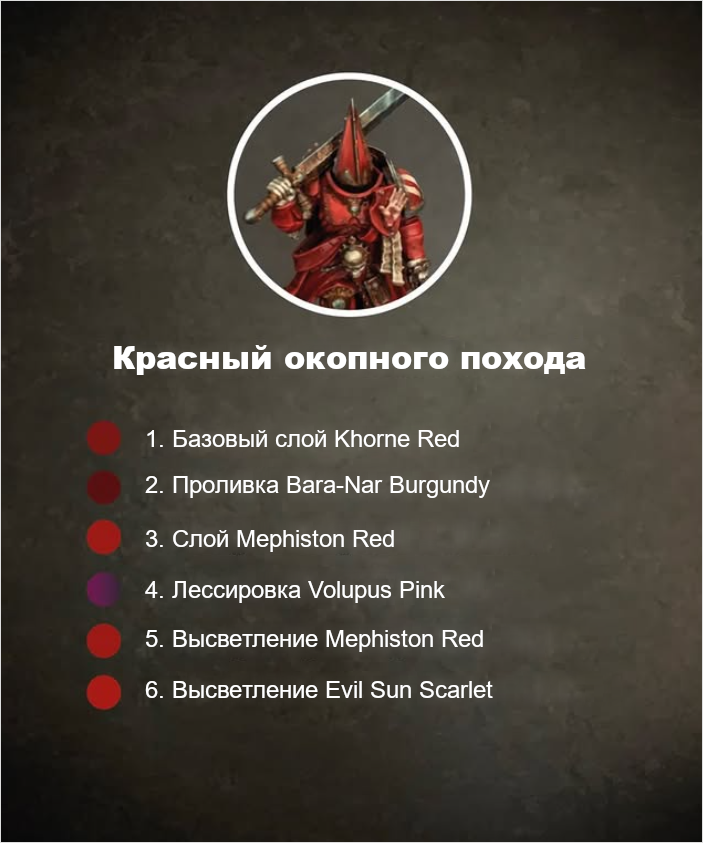 Красный окопного похода
1. Базовый слой Khorne Red
2. Проливка Bara-Nar Burgundy
3. Слой Mephiston Red
4. Лессировка Volupus Pink
5. Высветление Mephiston Red
6. Высветление Evil Sun Scarlet